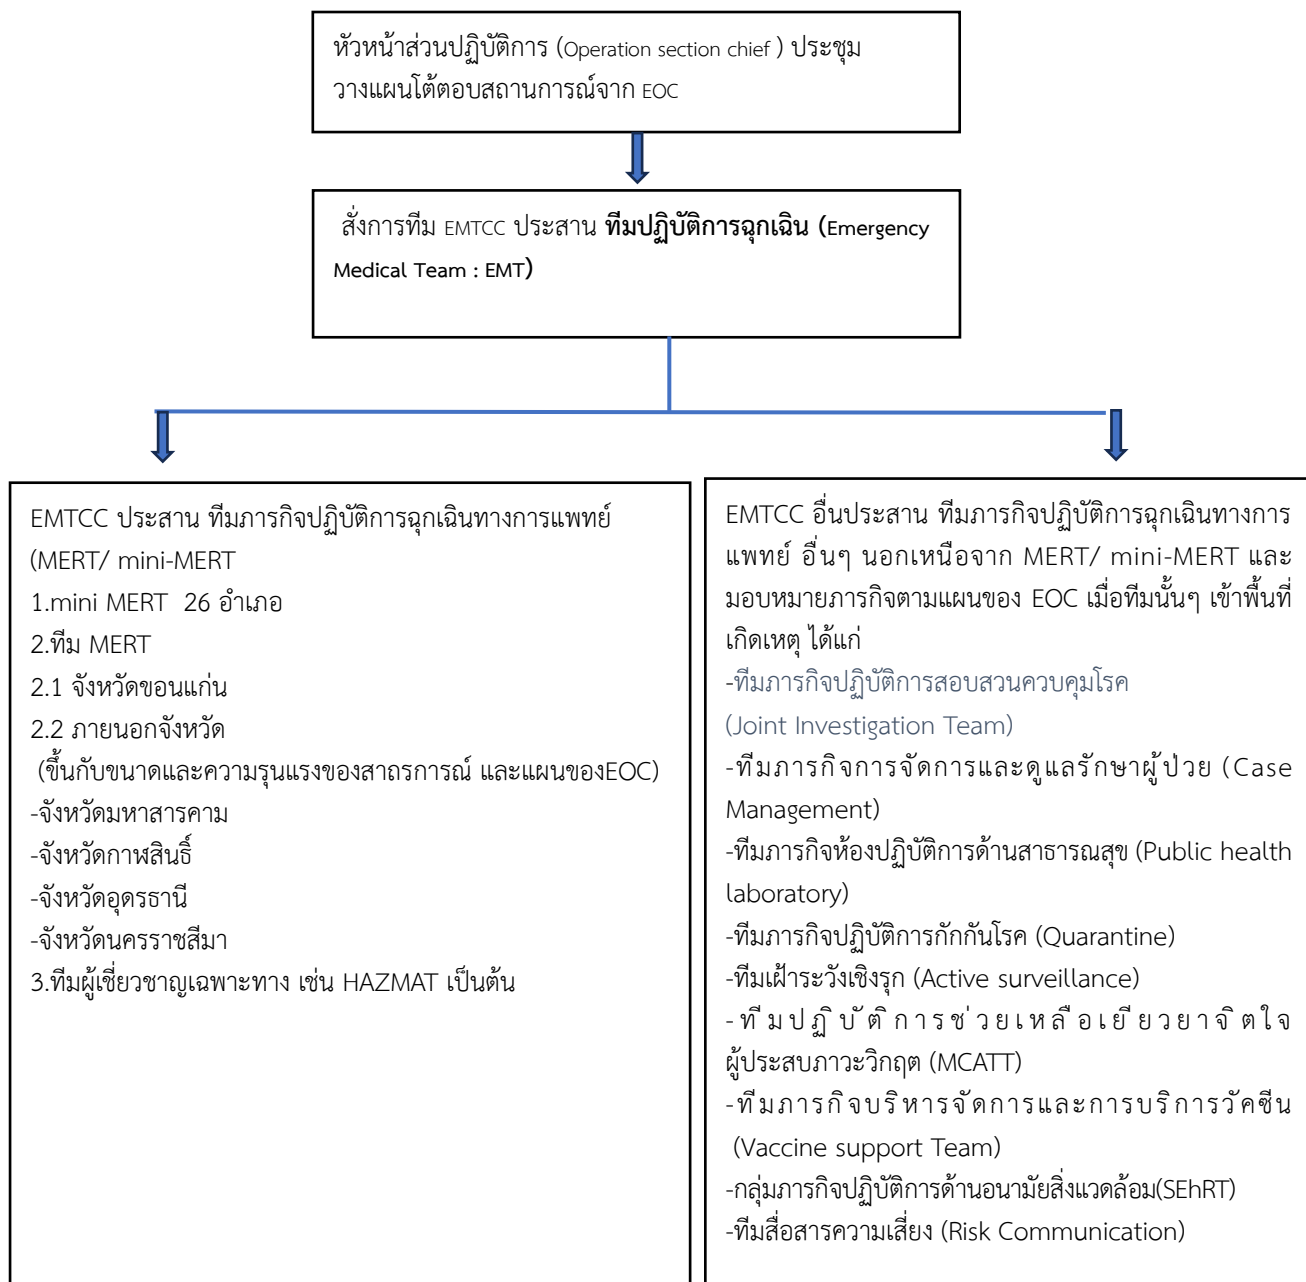 หัวหน้าส่วนปฏิบัติการ (Operation section chief ) ประชุม
วางแผนโต้ตอบสถานการณ์จาก EOC
สั่งการทีม EMTCC ประสาน ทีมปฏิบัติการฉุกเฉิน (Emergency
Medical Team : EMT)
EMTCC ประสาน ทีมภารกิจปฏิบัติการฉุกเฉินทางการแพทย์
(MERT/ mini-MERT
1.mini MERT 26 อำเภอ
2.ทีม MERT
2.1 จังหวัดขอนแก่น
2.2 ภายนอกจังหวัด
(ขึ้นกับขนาดและความรุนแรงของสาถรการณ์ และแผนของEOC)
-จังหวัดมหาสารคาม
-จังหวัดกาฬสินธิ์
-จังหวัดอุดรธานี
-จังหวัดนครราชสีมา
3.ทีมผู้เชี่ยวชาญเฉพาะทาง เช่น HAZMAT เป็นต้น
EMTCC อื่นประสาน ทีมภารกิจปฏิบัติการฉุกเฉินทางการ
แพทย์ อื่นๆ นอกเหนือจาก MERT/ mini-MERT และ
มอบหมายภารกิจตามแผนของ EOC เมื่อทีมนั้นๆ เข้าพื้นที่
เกิดเหตุ ได้แก่
-ทีมภารกิจปฏิบัติการสอบสวนควบคุมโรค
(Joint Investigation Team)
-ทีมภารกิจการจัดการและดูแลรักษาผู้ป่วย (Case
Management)
-ทีมภารกิจห้องปฏิบัติการด้านสาธารณสุข (Public health
laboratory)
-ทีมภารกิจปฏิบัติการกักกันโรค (Quarantine)
-ทีมเฝ้าระวังเชิงรุก (Active surveillance)
-ทีมปฏิบัติการช่วยเหลือเยียวยาจิตใจ
ผู้ประสบภาวะวิกฤต (MCATT)
-ทีมภารกิจบริหารจัดการและการบริการวัคซีน
(Vaccine support Team)
-กลุ่มภารกิจปฏิบัติการด้านอนามัยสิ่งแวดล้อม(SEhRT)
-ทีมสื่อสารความเสี่ยง (Risk Communication)